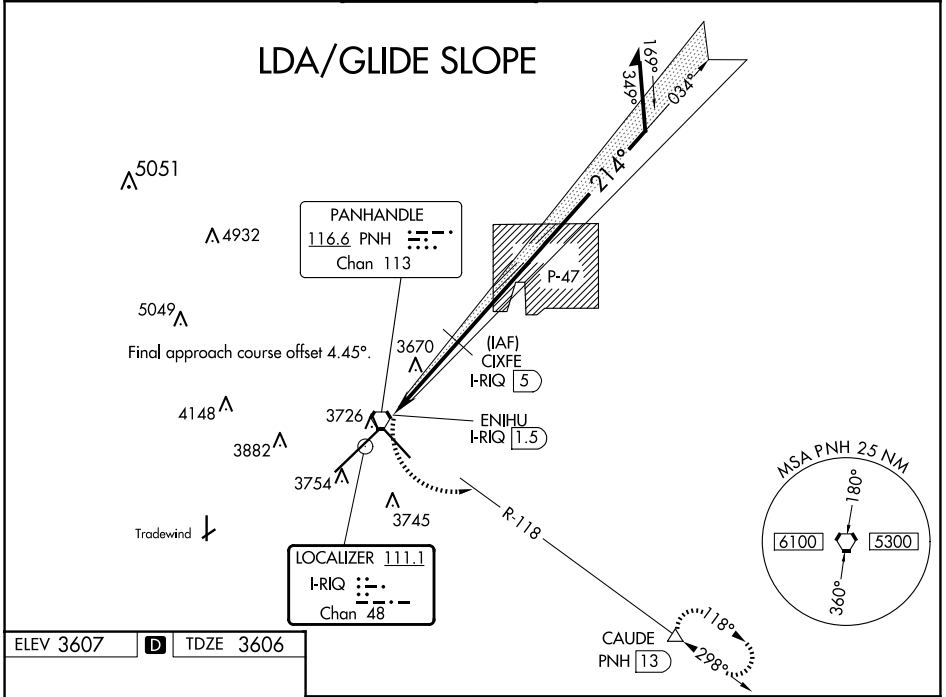 LDA/GLIDE SLOPE
169°
349°
034°
214°
5051
4932
PANHANDLE
116.6 PNH
Chan 113
P-47
5049
Final approach course offset 4.45°.
3670
(IAF)
CIXFE
I-RIQ 5
4148
3726
ENIHU
I-RIQ 1.5
3882
3754
3745
R-118
Tradewind
LOCALIZER 111.1
I-RIQ
Chan 48
MSA PNH 25 NM
180°
6100
5300
360°
CAUDE
PNH 13
118°
298°
ELEV 3607 D TDZE 3606